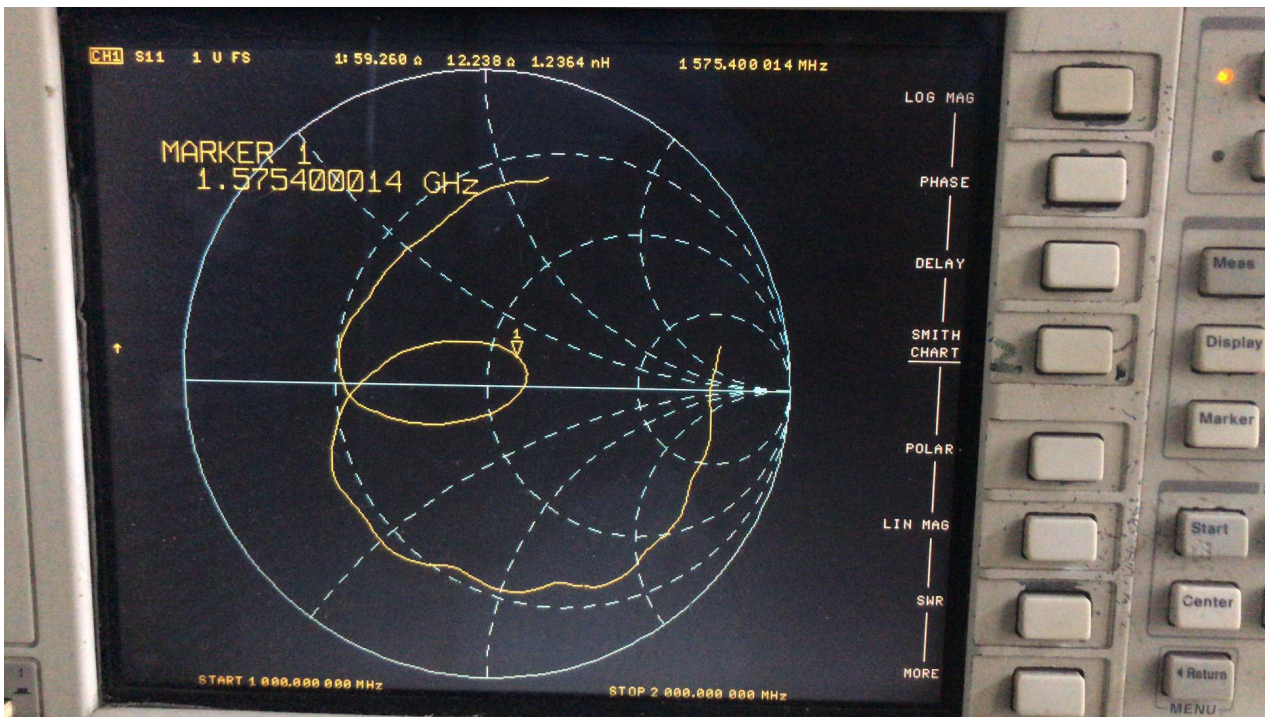 CH1 S11 1 U FS 1: 59.260 Ω 12.238 Ω 1.2364 nH 1 575.400 014 MHz
MARKER 1
1.575400014 GHz
1
LOG MAG
PHASE
DELAY
SMITH
CHART
POLAR
LIN MAG
SWR
MORE
START 1 000.000 000 MHz STOP 2 000.000 000 MHz
Meas
Display
Marker
Start
Center
Return
MENU